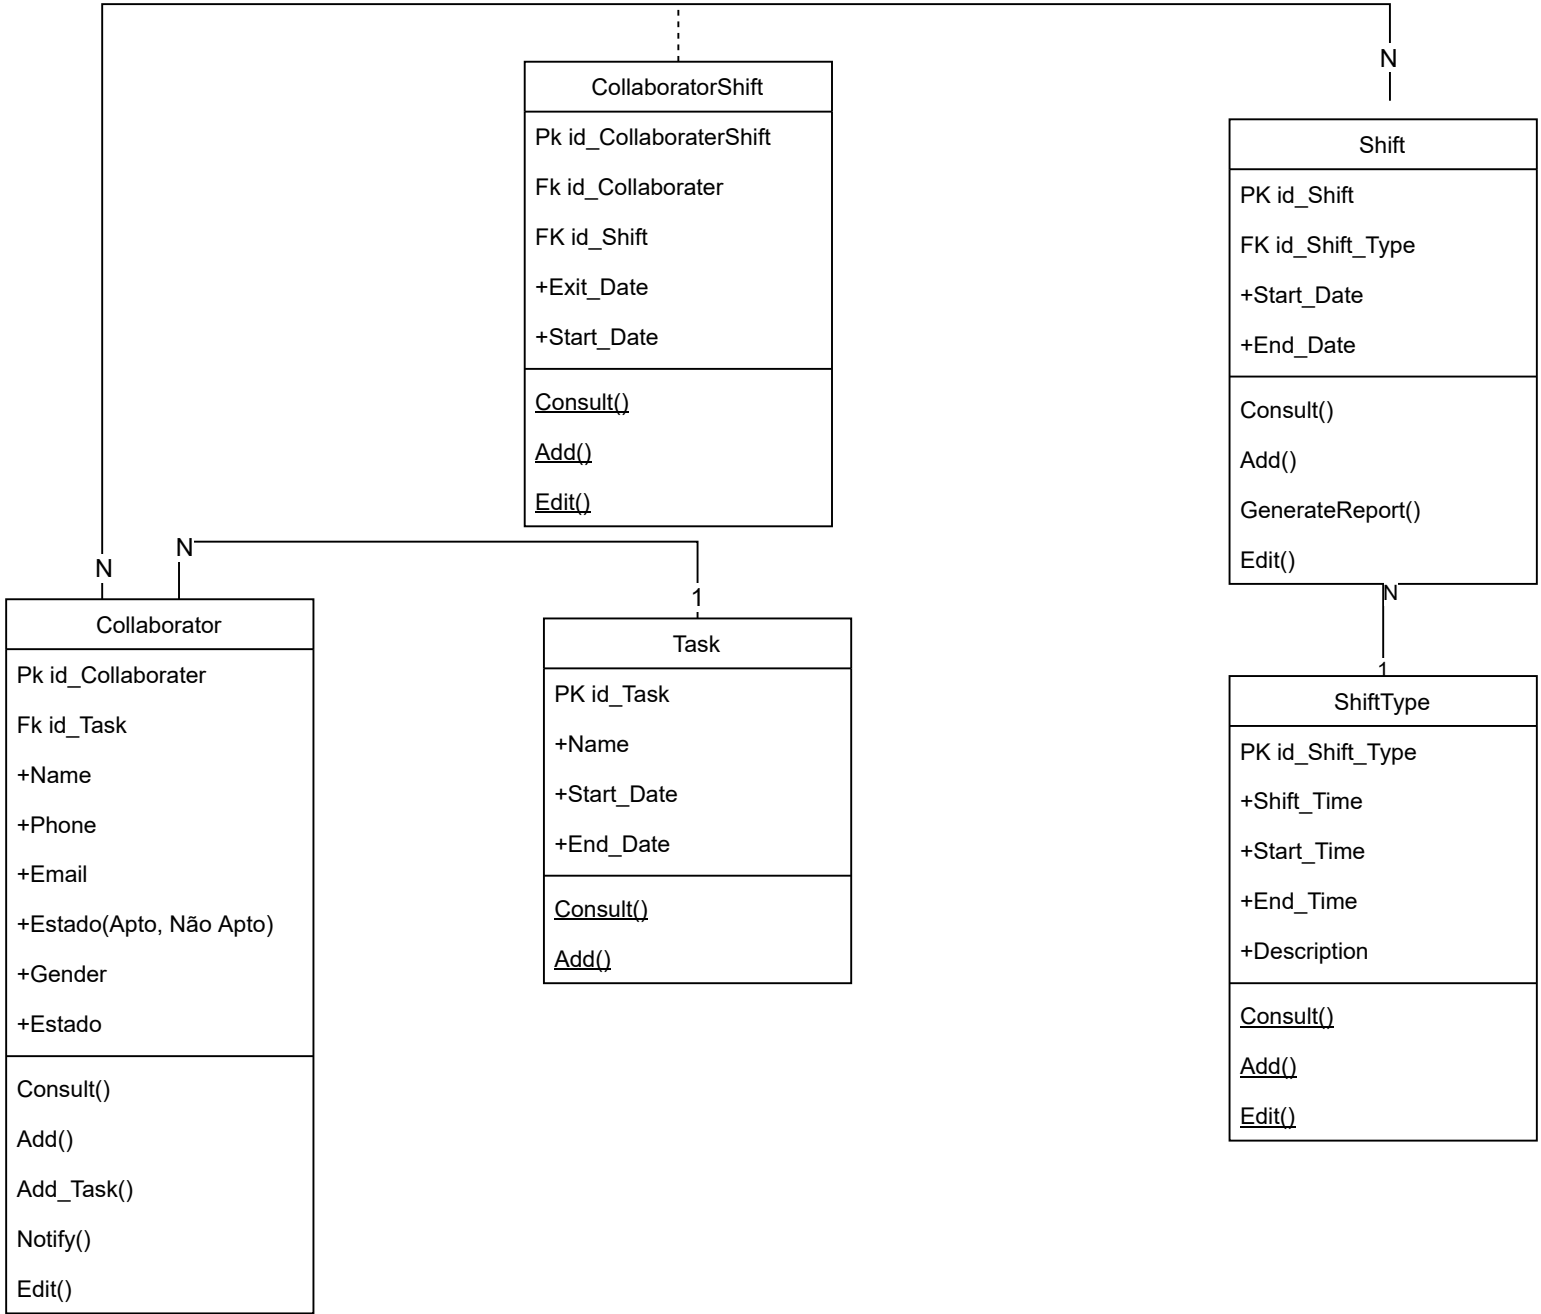 CollaboratorShift
Pk id_CollaboraterShift
Fk id_Collaborater
FK id_Shift
+Exit_Date
+Start_Date
Consult()
Add()
Edit()
N
Shift
PK id_Shift
FK id_Shift_Type
+Start_Date
+End_Date
Consult()
Add()
GenerateReport()
Edit()
N
N
N
1
1
Collaborator
Pk id_Collaborater
Fk id_Task
+Name
+Phone
+Email
+Estado(Apto, Não Apto)
+Gender
+Estado
Consult()
Add()
Add_Task()
Notify()
Edit()
Task
PK id_Task
+Name
+Start_Date
+End_Date
Consult()
Add()
ShiftType
PK id_Shift_Type
+Shift_Time
+Start_Time
+End_Time
+Description
Consult()
Add()
Edit()